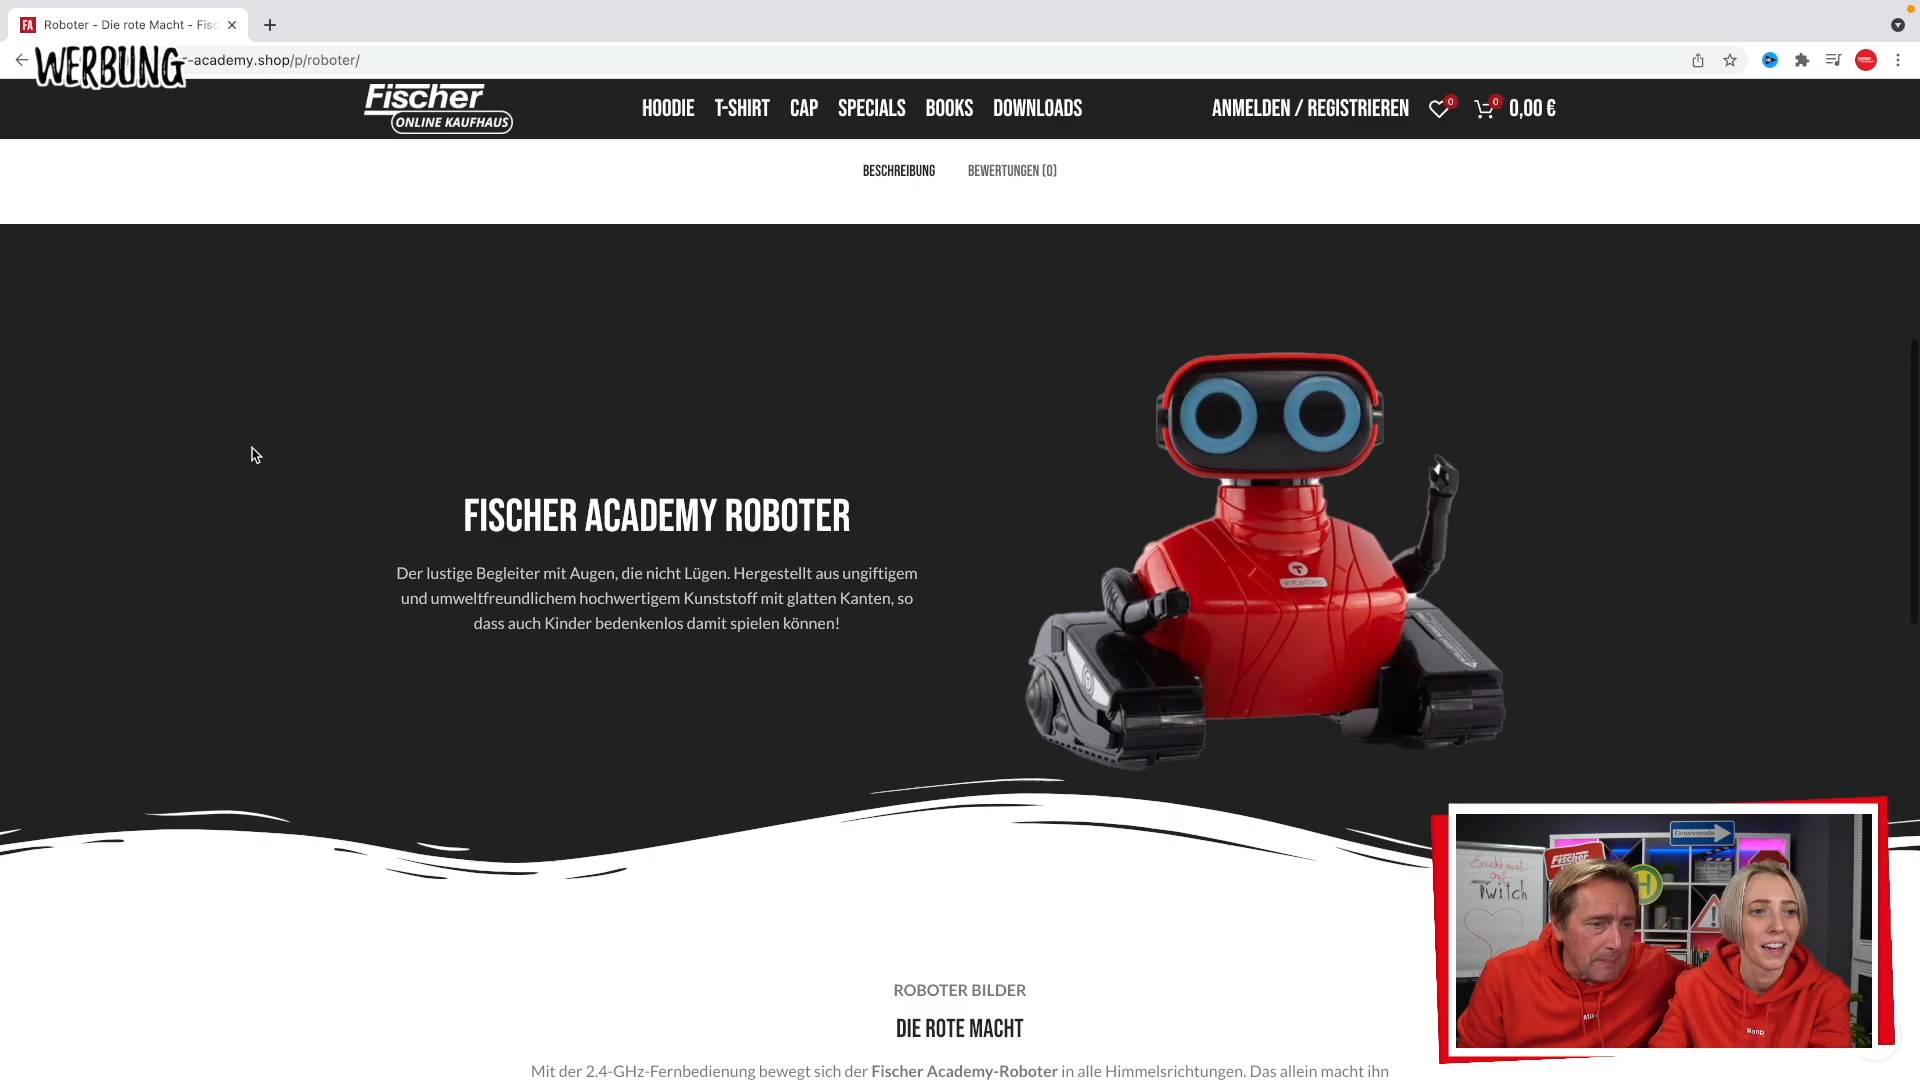 Roboter - Die rote Macht - Fisc
WERBUNG
-academy.shop/p/roboter/
Fischer
ONLINE KAUFHAUS
HOODIE T-SHIRT CAP SPECIALS BOOKS DOWNLOADS
ANMELDEN / REGISTRIEREN 0 0 0,00 €
BESCHREIBUNG BEWERTUNGEN (0)
FISCHER ACADEMY ROBOTER
Der lustige Begleiter mit Augen, die nicht Lügen. Hergestellt aus ungiftigem
und umweltfreundlichem hochwertigem Kunststoff mit glatten Kanten, so
dass auch Kinder bedenkenlos damit spielen können!
Einbahnstraße
Fischer
H
Twitch
ROBOTER BILDER
DIE ROTE MACHT
Mit der 2.4-GHz-Fernbedienung bewegt sich der Fischer Academy-Roboter in alle Himmelsrichtungen. Das allein macht ihn